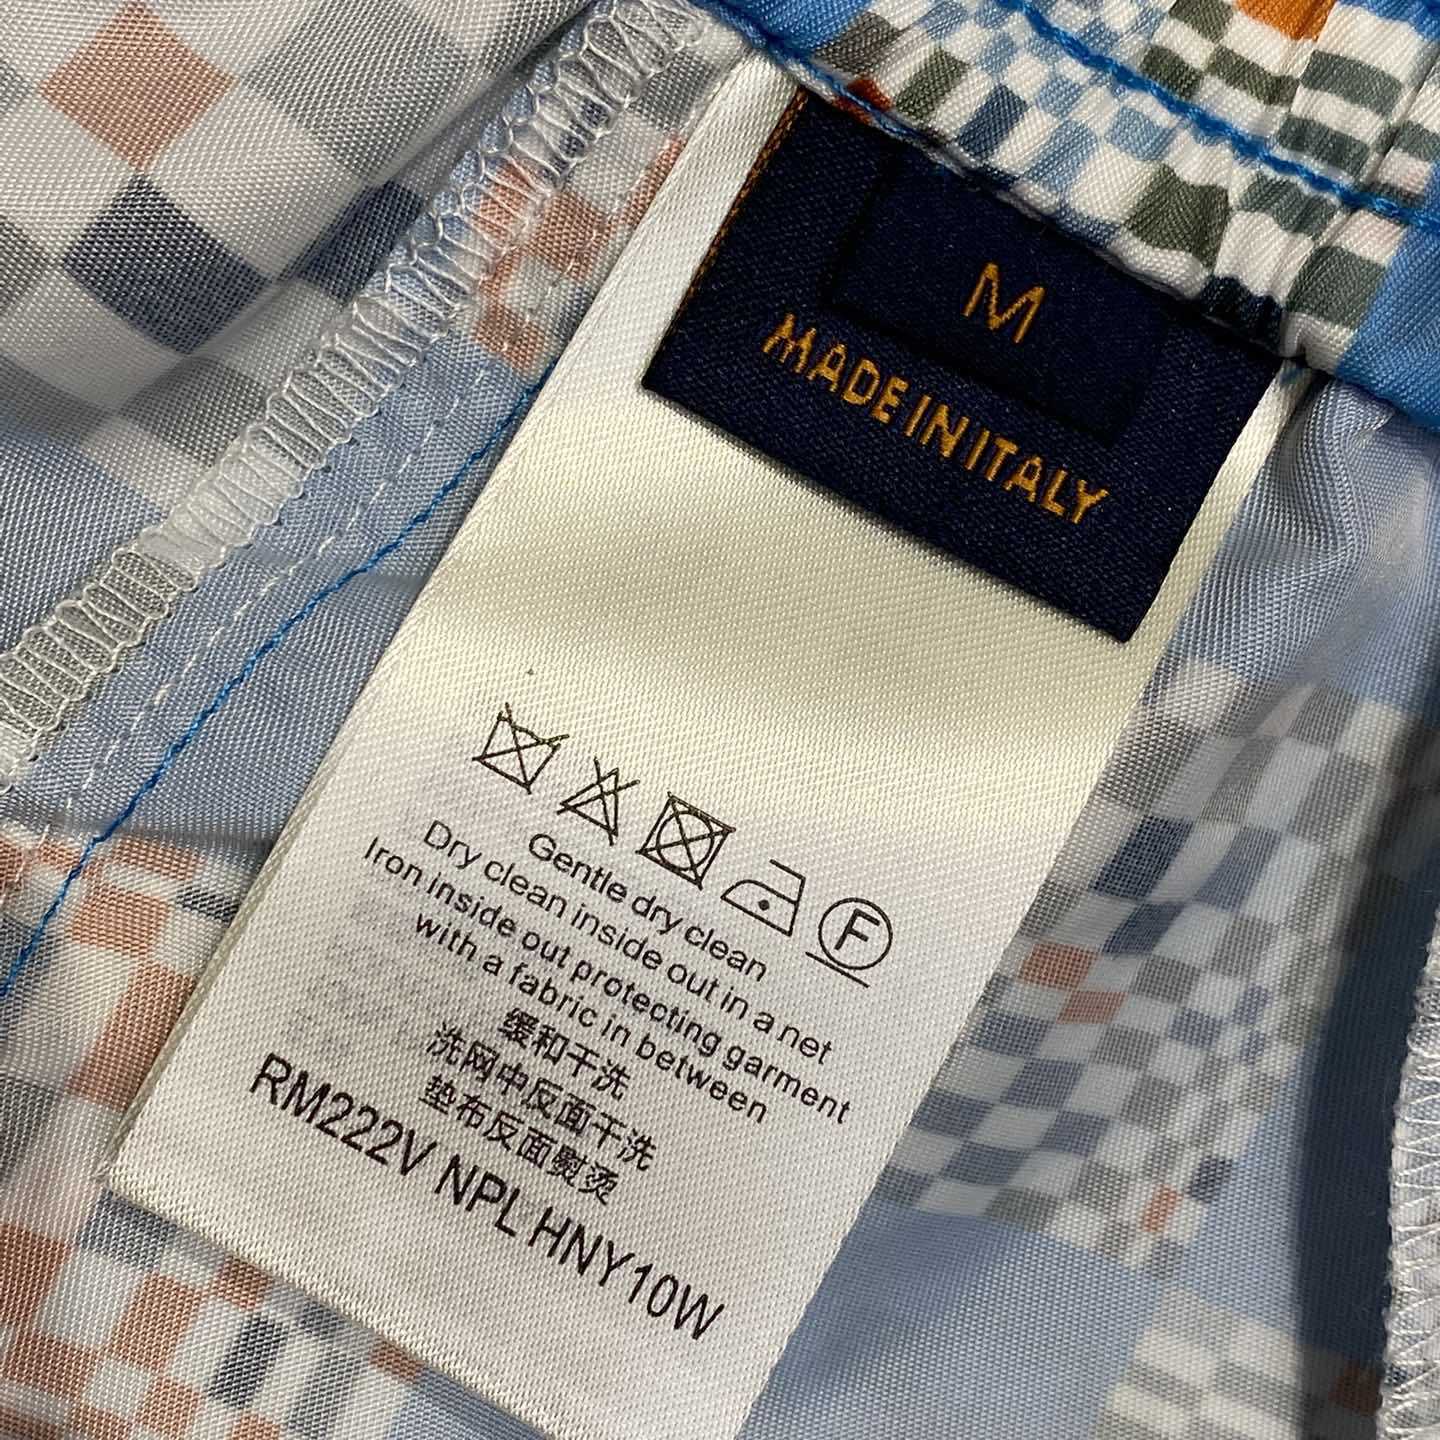 M
MADE IN ITALY
F
Gentle dry clean
Dry clean inside out in a net
Iron inside out protecting garment
with a fabric in between
缓和干洗
洗网中反面干洗
垫布反面熨烫
RM222V NPL HNY10W